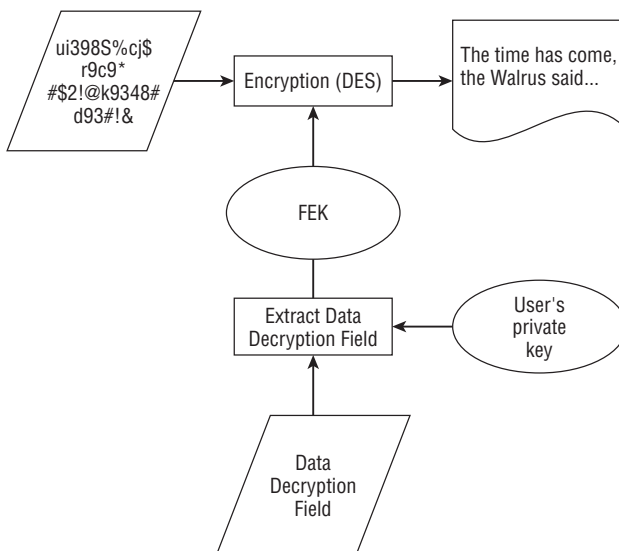 ui398S%cj$
r9c9*
#$2!@k9348#
d93#!&
Encryption (DES)
The time has come,
the Walrus said...
FEK
Extract Data
Decryption Field
User's
private
key
Data
Decryption
Field